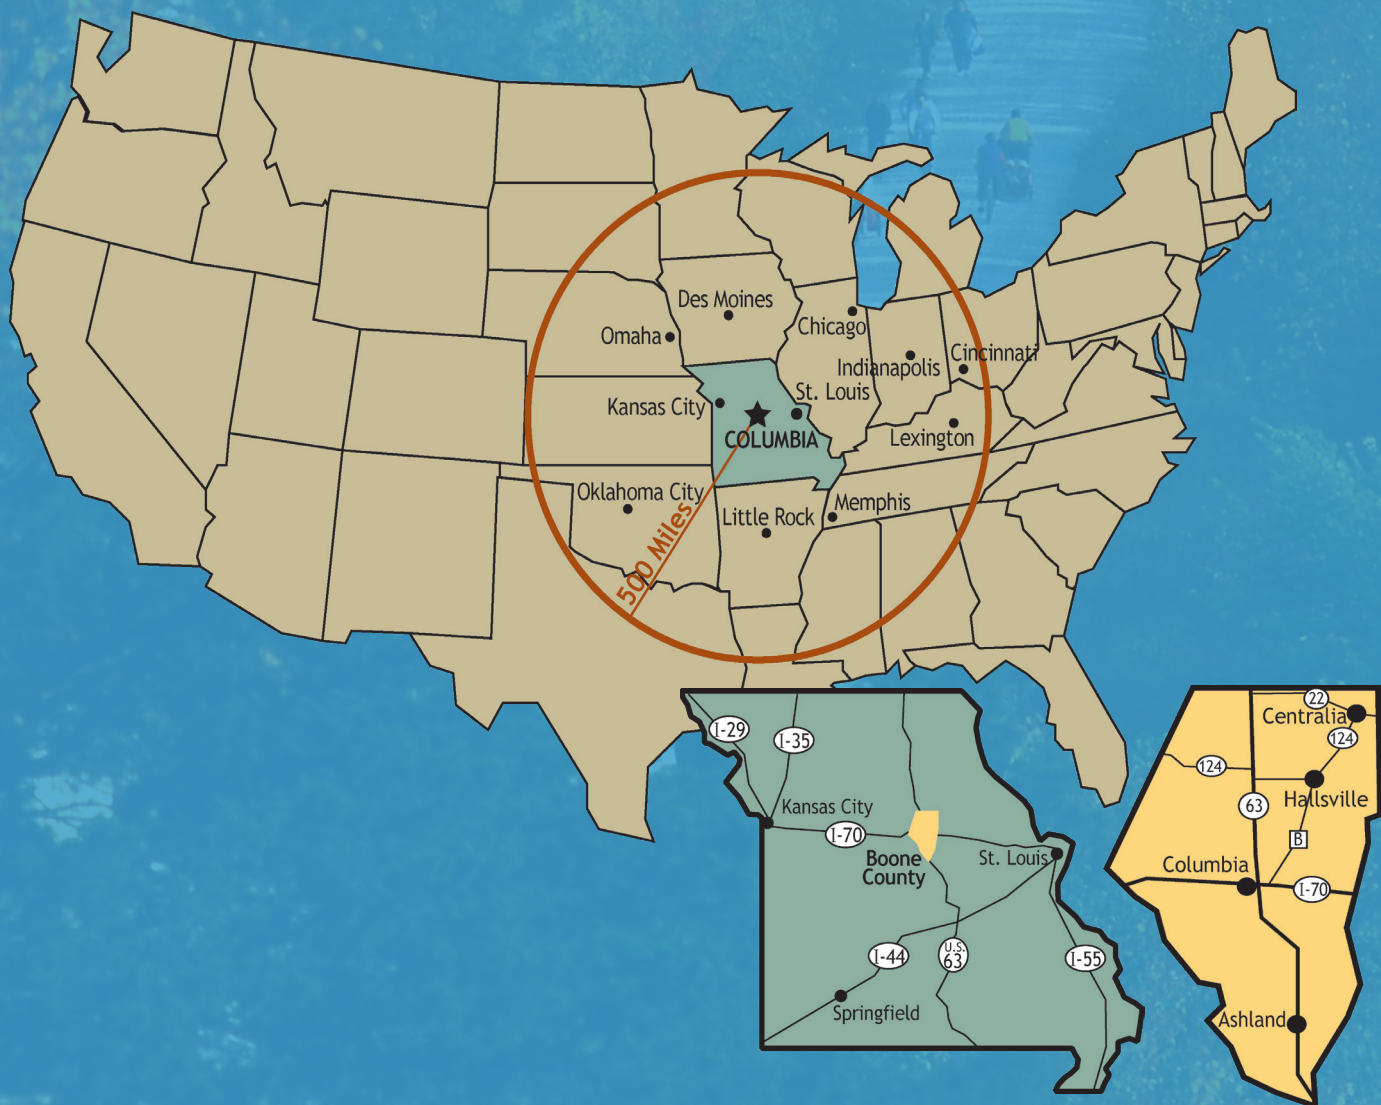 Des Moines
Omaha
Chicago
Indianapolis
Cincinnati
Kansas City
St. Louis
COLUMBIA
Lexington
Oklahoma City
Memphis
Little Rock
500 Miles
I-29
I-35
Kansas City
I-70
Boone
County
St. Louis
I-44
U.S.
63
I-55
Springfield
22
Centralia
124
124
Hallsville
63
B
Columbia
I-70
Ashland